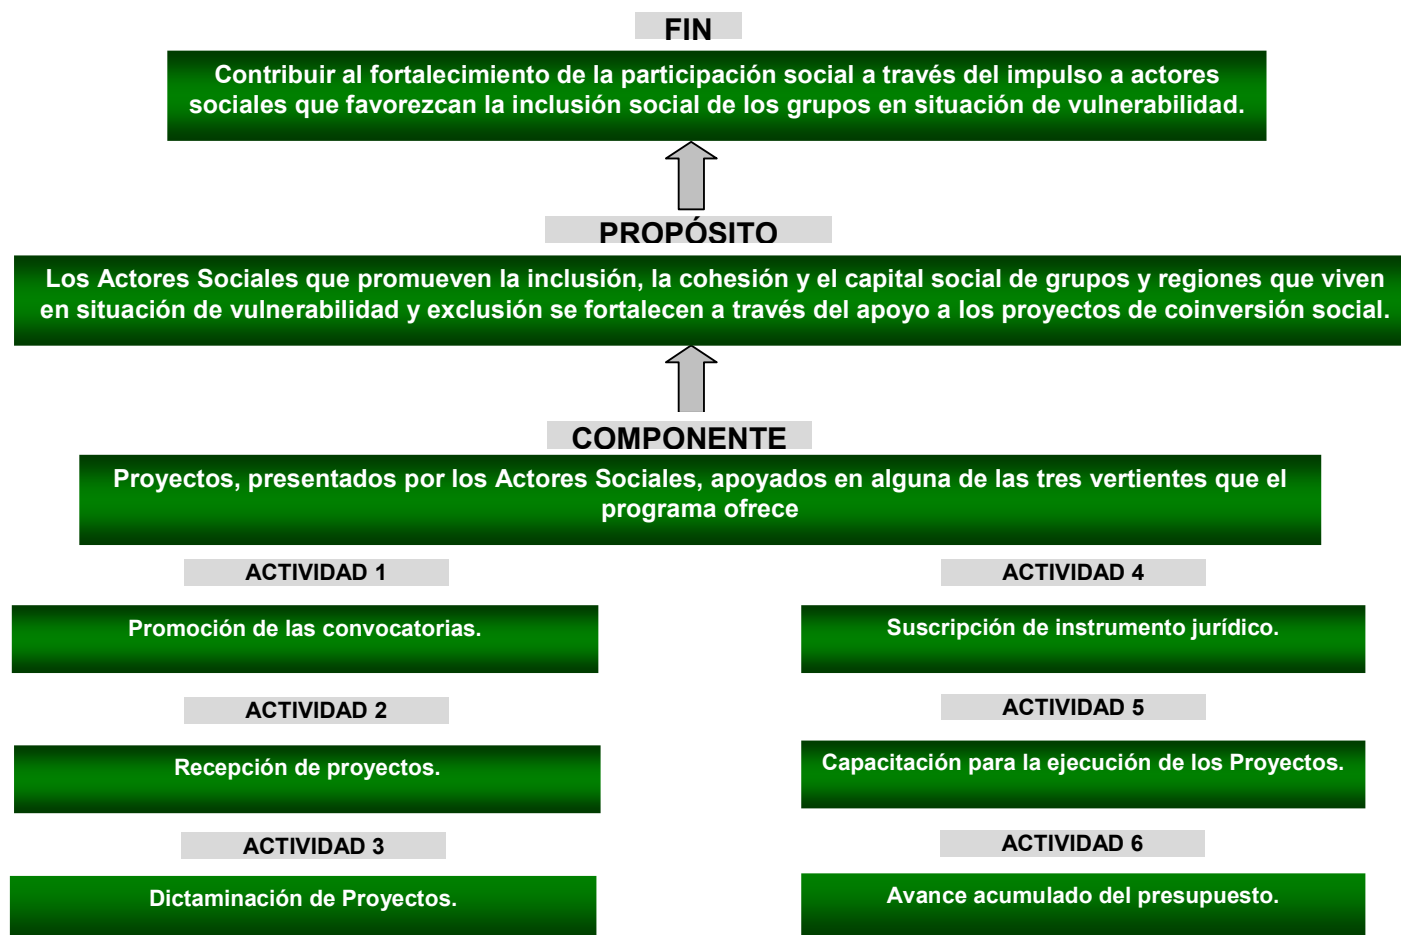 FIN
Contribuir al fortalecimiento de la participación social a través del impulso a actores
sociales que favorezcan la inclusión social de los grupos en situación de vulnerabilidad.
PROPÓSITO
Los Actores Sociales que promueven la inclusión, la cohesión y el capital social de grupos y regiones que viven
en situación de vulnerabilidad y exclusión se fortalecen a través del apoyo a los proyectos de coinversión social.
COMPONENTE
Proyectos, presentados por los Actores Sociales, apoyados en alguna de las tres vertientes que el
programa ofrece
ACTIVIDAD 1
Promoción de las convocatorias.
ACTIVIDAD 2
Recepción de proyectos.
ACTIVIDAD 3
Dictaminación de Proyectos.
ACTIVIDAD 4
Suscripción de instrumento jurídico.
ACTIVIDAD 5
Capacitación para la ejecución de los Proyectos.
ACTIVIDAD 6
Avance acumulado del presupuesto.